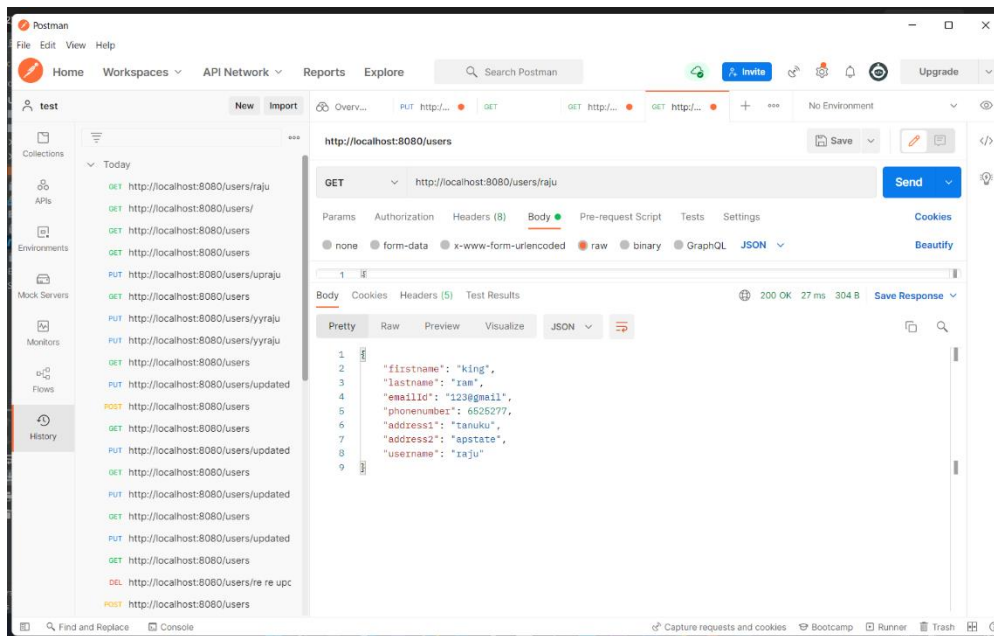 Postman
File Edit View Help
Home Workspaces API Network Reports Explore Search Postman Invite Upgrade
test New Import Overv... PUT http:/... GET GET http:/... GET http:/... No Environment
Collections
APIs
Environments
Mock Servers
Monitors
Flows
History
Today
GET http://localhost:8080/users/raju
GET http://localhost:8080/users/
GET http://localhost:8080/users
GET http://localhost:8080/users
PUT http://localhost:8080/users/upraju
GET http://localhost:8080/users
PUT http://localhost:8080/users/yyraju
PUT http://localhost:8080/users/yyraju
GET http://localhost:8080/users
PUT http://localhost:8080/users/updated
POST http://localhost:8080/users
GET http://localhost:8080/users
PUT http://localhost:8080/users/updated
GET http://localhost:8080/users
PUT http://localhost:8080/users/updated
GET http://localhost:8080/users
PUT http://localhost:8080/users/updated
GET http://localhost:8080/users
DEL http://localhost:8080/users/re re upc
POST http://localhost:8080/users
http://localhost:8080/users Save
GET http://localhost:8080/users/raju Send
Params Authorization Headers (8) Body Pre-request Script Tests Settings Cookies
none form-data x-www-form-urlencoded raw binary GraphQL JSON Beautify
1 {
Body Cookies Headers (5) Test Results 200 OK 27 ms 304 B Save Response
Pretty Raw Preview Visualize JSON
1 {
2 "firstname": "king",
3 "lastname": "ram",
4 "emailId": "123@gmail",
5 "phonenumber": 6525277,
6 "address1": "tanuku",
7 "address2": "apstate",
8 "username": "raju"
9 }
Find and Replace Console Capture requests and cookies Bootcamp Runner Trash